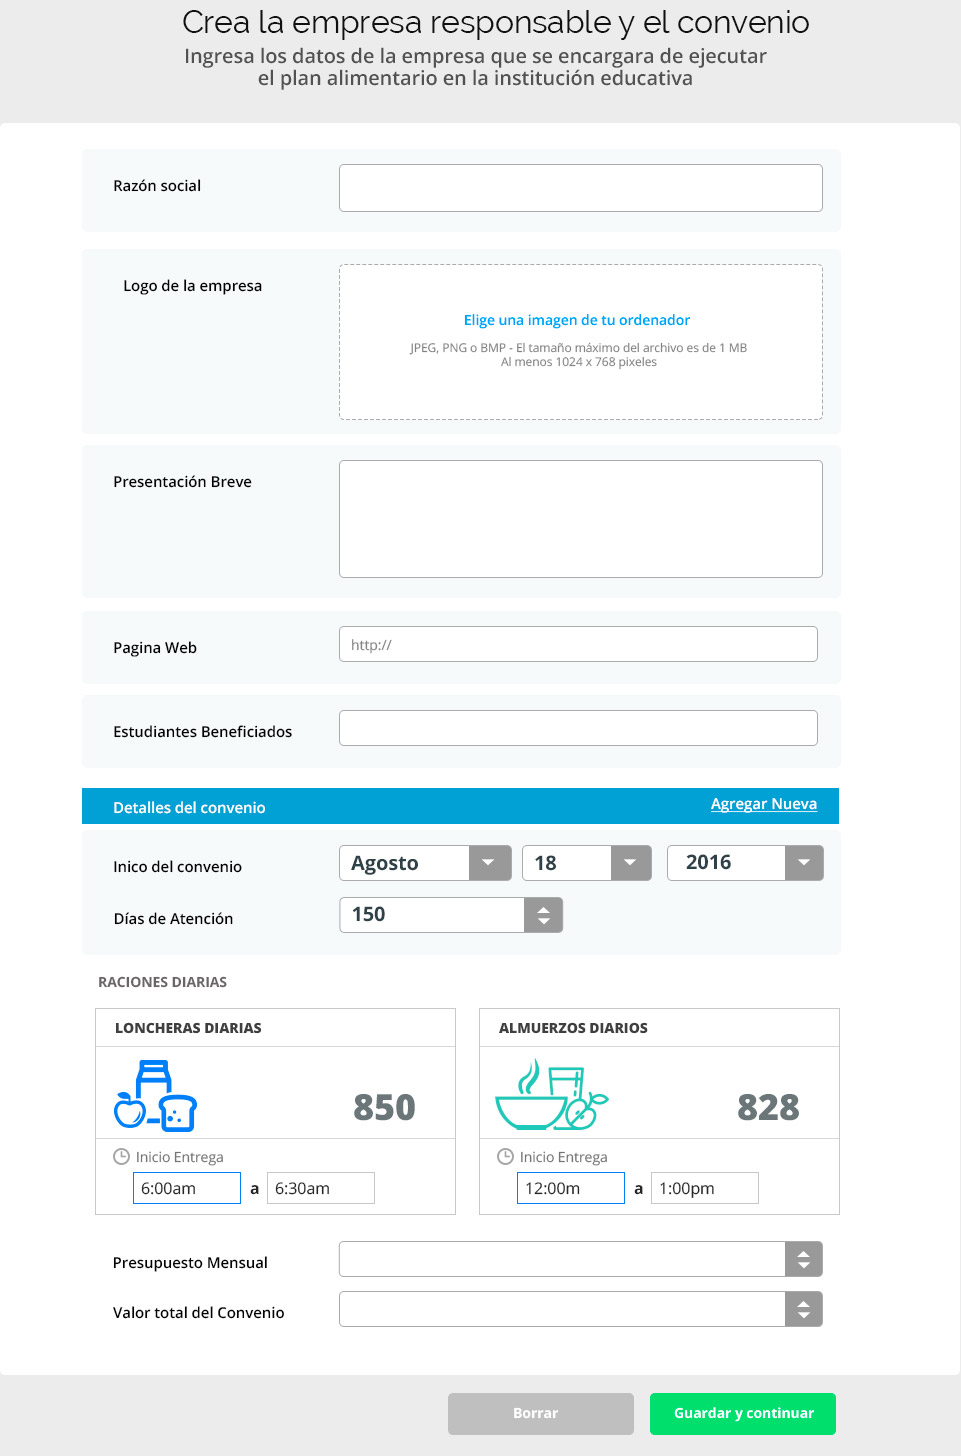 Crea la empresa responsable y el convenio
Ingresa los datos de la empresa que se encargara de ejecutar
el plan alimentario en la institución educativa
Razón social
Logo de la empresa
Elige una imagen de tu ordenador
JPEG, PNG o BMP - El tamaño máximo del archivo es de 1 MB
Al menos 1024 x 768 pixeles
Presentación Breve
Pagina Web
http://
Estudiantes Beneficiados
Detalles del convenio
Agregar Nueva
Inico del convenio
Agosto
18
2016
Días de Atención
150
RACIONES DIARIAS
LONCHERAS DIARIAS
850
Inicio Entrega
6:00am a 6:30am
ALMUERZOS DIARIOS
828
Inicio Entrega
12:00m a 1:00pm
Presupuesto Mensual
Valor total del Convenio
Borrar
Guardar y continuar